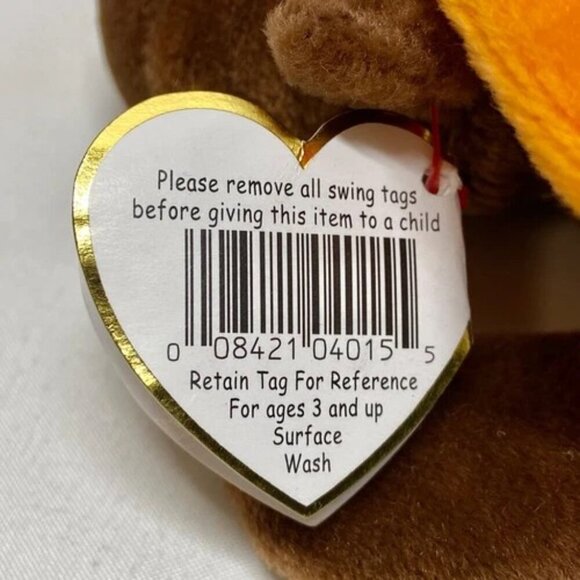 Please remove all swing tags
before giving this item to a child
0 08421 04015 5
Retain Tag For Reference
For ages 3 and up
Surface
Wash